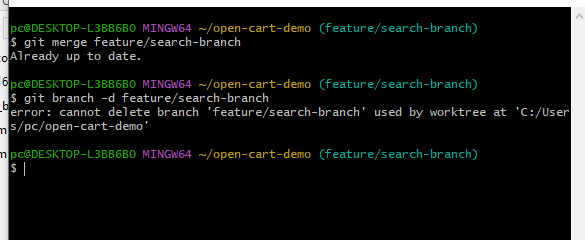 pc@DESKTOP-L3BB6BO MINGW64 ~/open-cart-demo (feature/search-branch)
$ git merge feature/search-branch
Already up to date.
pc@DESKTOP-L3BB6BO MINGW64 ~/open-cart-demo (feature/search-branch)
$ git branch -d feature/search-branch
error: cannot delete branch 'feature/search-branch' used by worktree at 'C:/User
s/pc/open-cart-demo'
pc@DESKTOP-L3BB6BO MINGW64 ~/open-cart-demo (feature/search-branch)
$